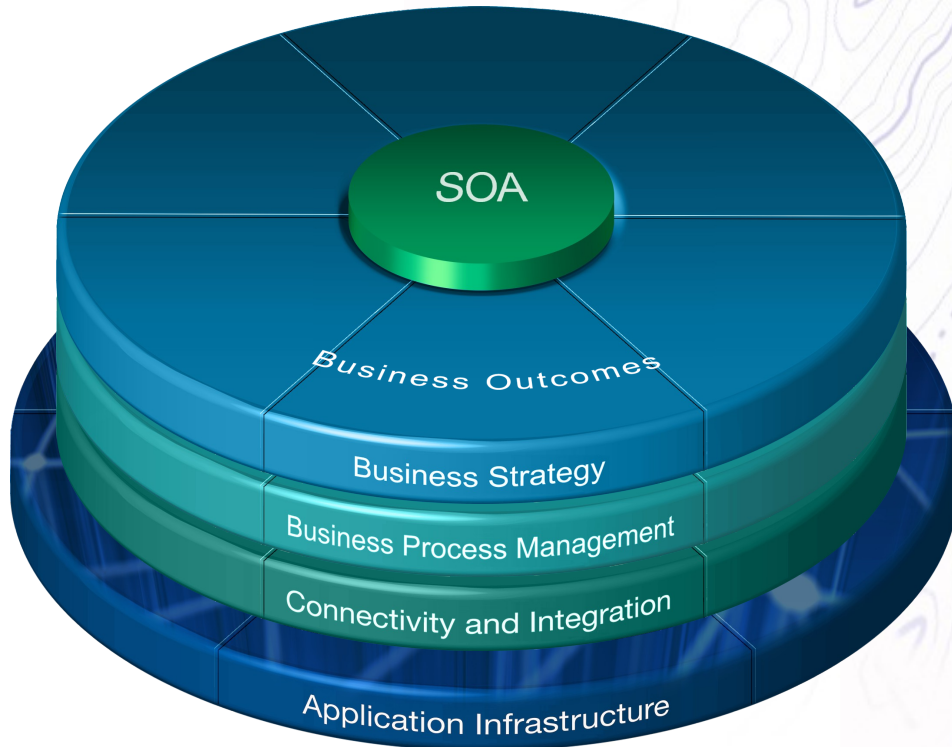 SOA
Business Outcomes
Business Strategy
Business Process Management
Connectivity and Integration
Application Infrastructure